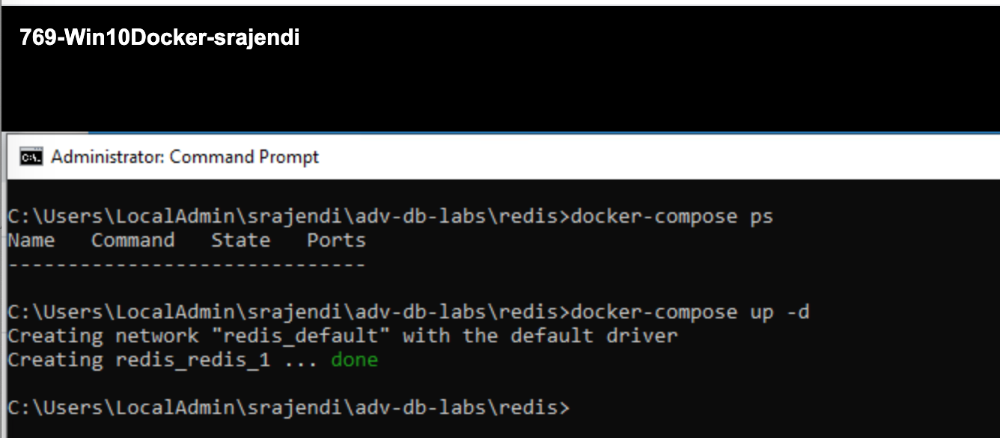 769-Win10Docker-srajendi
Administrator: Command Prompt
C:\Users\LocalAdmin\srajendi\adv-db-labs\redis>docker-compose ps
Name   Command   State   Ports
------------------------------
C:\Users\LocalAdmin\srajendi\adv-db-labs\redis>docker-compose up -d
Creating network "redis_default" with the default driver
Creating redis_redis_1 ... done
C:\Users\LocalAdmin\srajendi\adv-db-labs\redis>